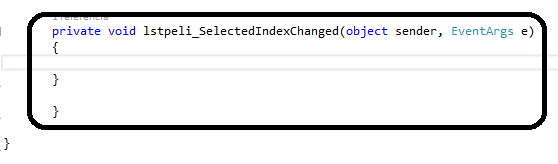 1 referencia
private void lstpeli_SelectedIndexChanged(object sender, EventArgs e)
{
}
}
}